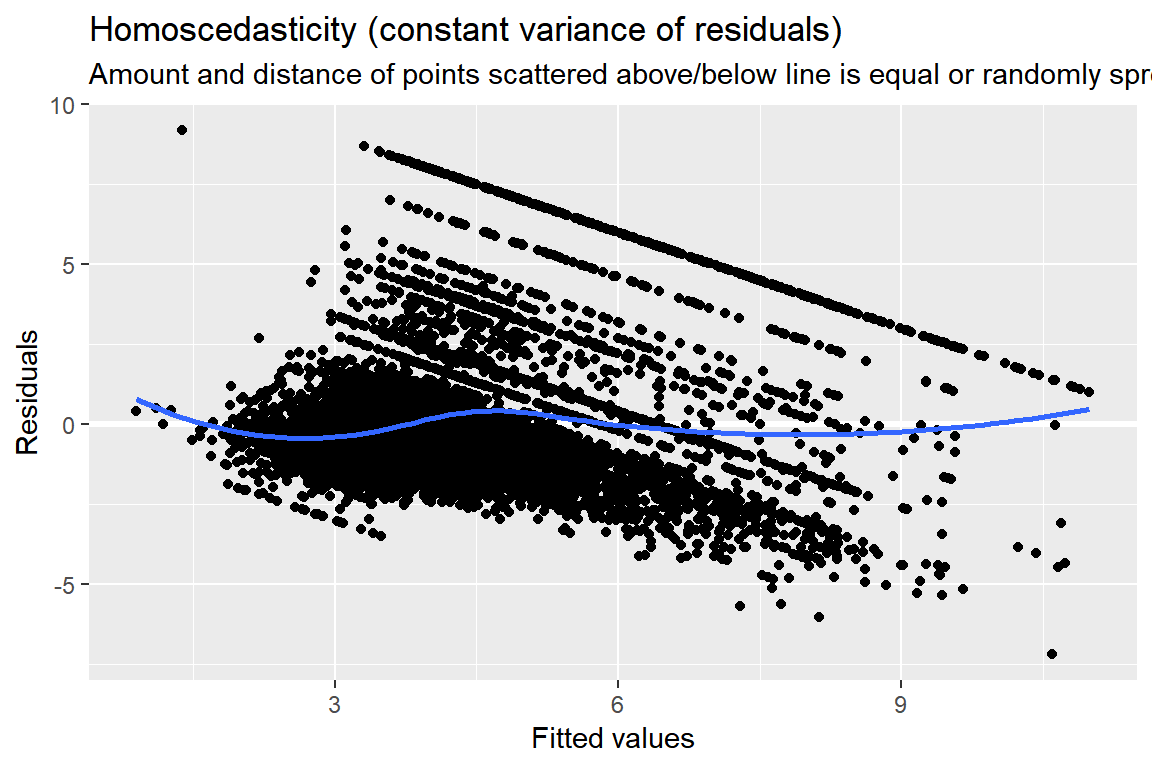 Homoscedasticity (constant variance of residuals)
Amount and distance of points scattered above/below line is equal or randomly spr
10
5
0
-5
Residuals
3
6
9
Fitted values